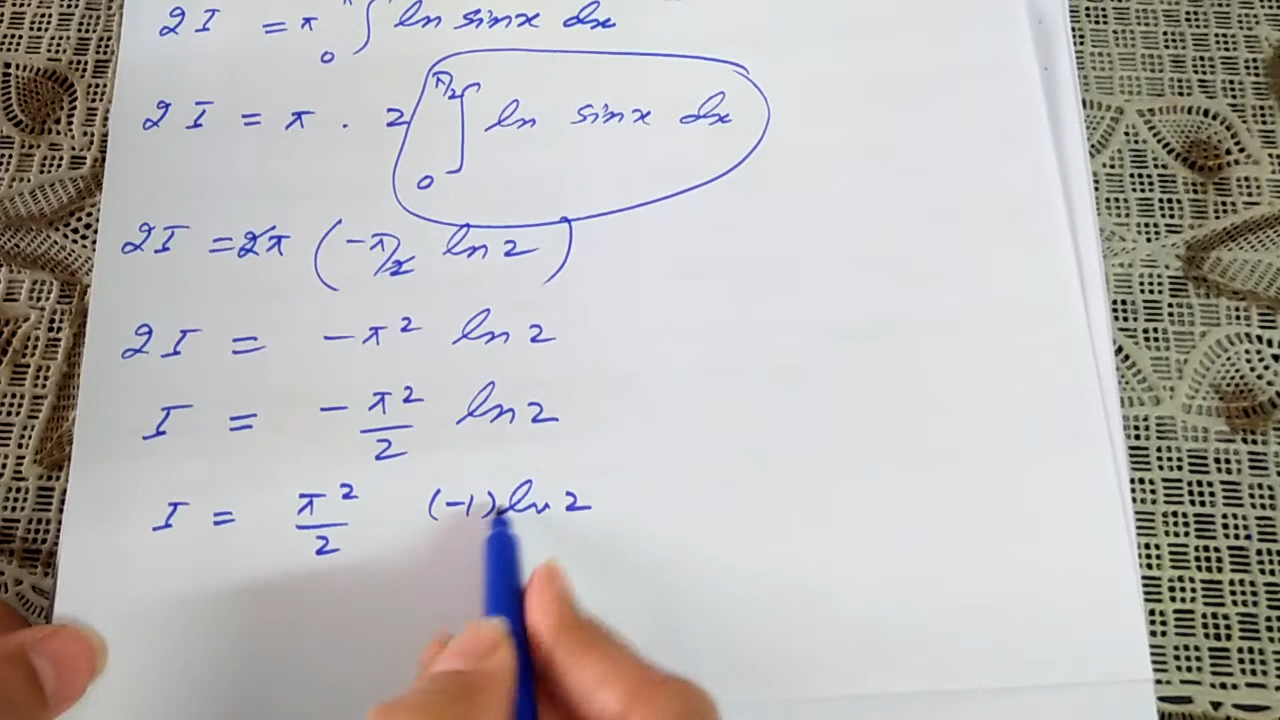 2I = π ₀∫^π ln sinx dx
2I = π . 2 ₀∫^π/2 ln sinx dx
2I = 2π (-π/2 ln 2)
2I = -π² ln 2
I = -π²/2 ln 2
I = π²/2 (-1) ln 2